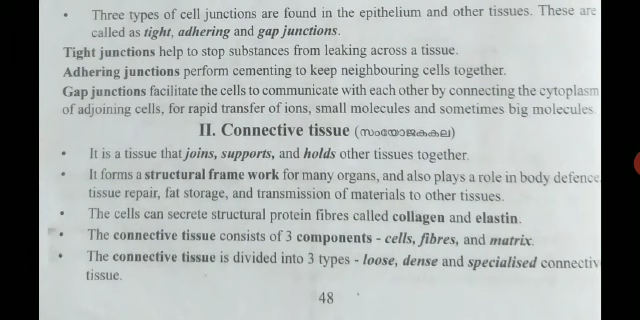 • Three types of cell junctions are found in the epithelium and other tissues. These are
called as tight, adhering and gap junctions.
Tight junctions help to stop substances from leaking across a tissue.
Adhering junctions perform cementing to keep neighbouring cells together.
Gap junctions facilitate the cells to communicate with each other by connecting the cytoplasm
of adjoining cells, for rapid transfer of ions, small molecules and sometimes big molecules.
II. Connective tissue (സംയോജകകല)
• It is a tissue that joins, supports, and holds other tissues together.
• It forms a structural frame work for many organs, and also plays a role in body defence,
tissue repair, fat storage, and transmission of materials to other tissues.
• The cells can secrete structural protein fibres called collagen and elastin.
• The connective tissue consists of 3 components - cells, fibres, and matrix.
• The connective tissue is divided into 3 types - loose, dense and specialised connectiv
tissue.
48